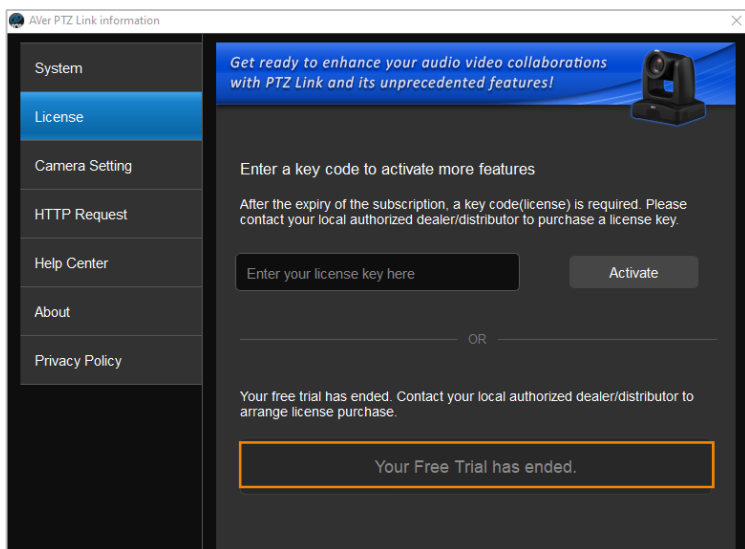 AVer PTZ Link information
System
License
Camera Setting
HTTP Request
Help Center
About
Privacy Policy
Get ready to enhance your audio video collaborations
with PTZ Link and its unprecedented features!
Enter a key code to activate more features
After the expiry of the subscription, a key code(license) is required. Please
contact your local authorized dealer/distributor to purchase a license key.
Enter your license key here
Activate
OR
Your free trial has ended. Contact your local authorized dealer/distributor to
arrange license purchase.
Your Free Trial has ended.